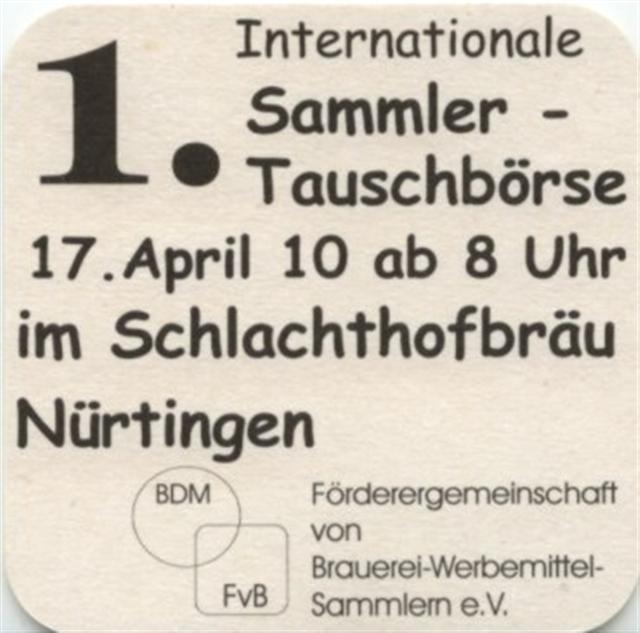 1. Internationale
Sammler -
Tauschbörse
17. April 10 ab 8 Uhr
im Schlachthofbräu
Nürtingen
BDM
FvB
Förderergemeinschaft
von
Brauerei-Werbemittel-
Sammlern e.V.